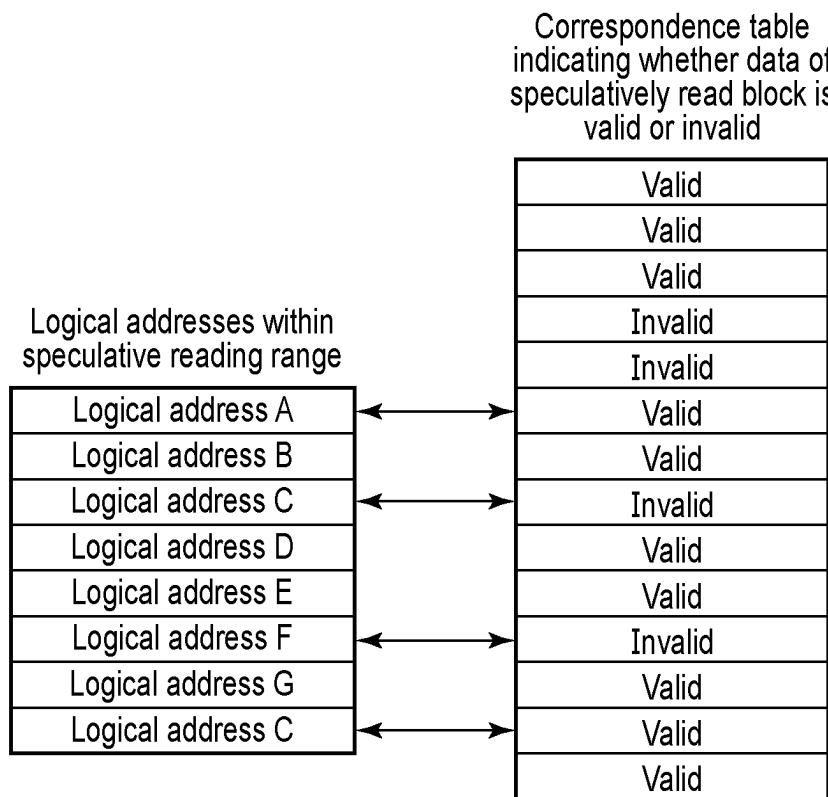 Correspondence table
indicating whether data of
speculatively read block is
valid or invalid
Valid
Valid
Valid
Invalid
Invalid
Valid
Valid
Invalid
Valid
Valid
Invalid
Valid
Valid
Valid
Logical addresses within
speculative reading range
Logical address A
Logical address B
Logical address C
Logical address D
Logical address E
Logical address F
Logical address G
Logical address C